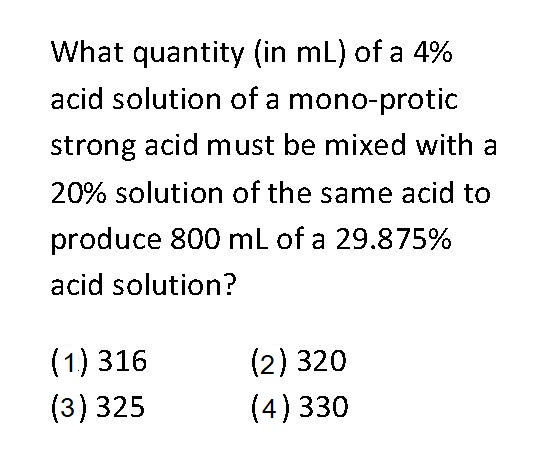 What quantity (in mL) of a 4%
acid solution of a mono-protic
strong acid must be mixed with a
20% solution of the same acid to
produce 800 mL of a 29.875%
acid solution?
(1) 316 (2) 320
(3) 325 (4) 330